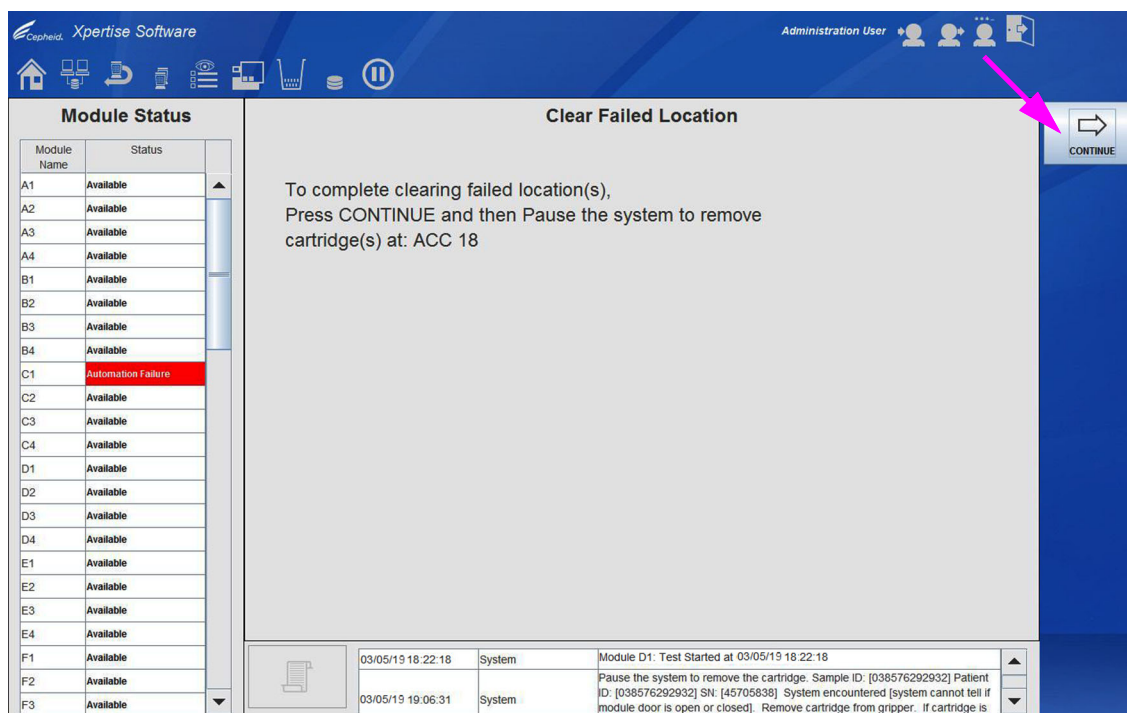 Cepheid. Xpertise Software
Administration User
Module Status
Module Name Status
A1 Available
A2 Available
A3 Available
A4 Available
B1 Available
B2 Available
B3 Available
B4 Available
C1 Automation Failure
C2 Available
C3 Available
C4 Available
D1 Available
D2 Available
D3 Available
D4 Available
E1 Available
E2 Available
E3 Available
E4 Available
F1 Available
F2 Available
F3 Available
Clear Failed Location
To complete clearing failed location(s),
Press CONTINUE and then Pause the system to remove
cartridge(s) at: ACC 18
CONTINUE
03/05/19 18:22:18 System Module D1: Test Started at 03/05/19 18:22:18
03/05/19 19:06:31 System Pause the system to remove the cartridge. Sample ID: [038576292932] Patient
ID: [038576292932] SN: [45705838] System encountered [system cannot tell if
module door is open or closed]. Remove cartridge from gripper. If cartridge is